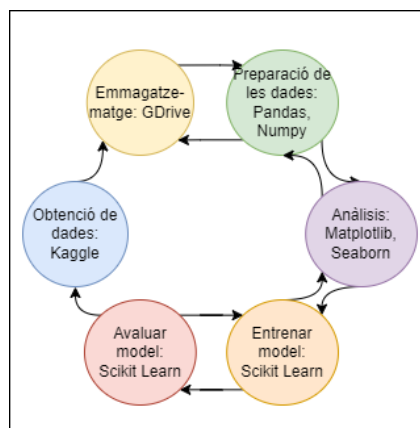 Emmagatze-
matge: GDrive
Preparació de
les dades:
Pandas,
Numpy
Obtenció de
dades:
Kaggle
Anàlisis:
Matplotlib,
Seaborn
Avaluar
model:
Scikit Learn
Entrenar
model:
Scikit Learn